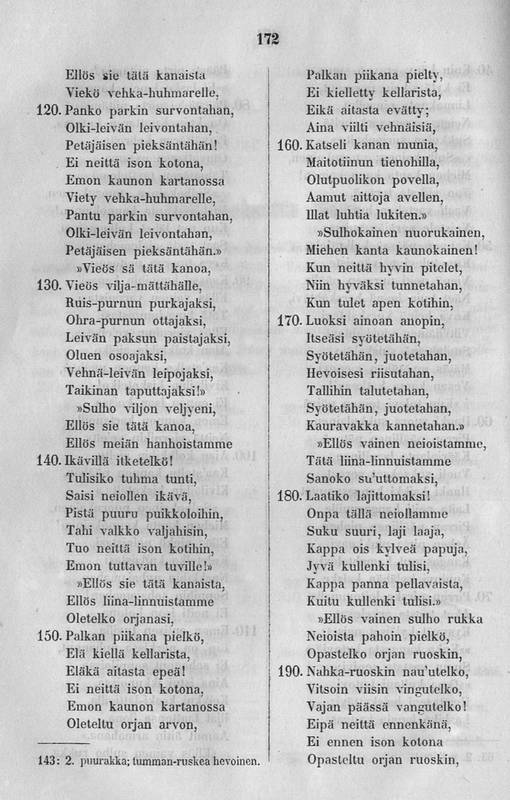 172
Ellös sie tätä kanaista
Viekö vehka-huhmarelle,
120. Panko parkin survontahan,
Olki-leivän leivontahan,
Petäjäisen pieksäntähän!
Ei neittä ison kotona,
Emon kaunon kartanossa
Viety vehka-huhmarelle,
Pantu parkin survontahan,
Olki-leivän leivontahan,
Petäjäisen pieksäntähän.»
»Vieös sä tätä kanoa,
130. Vieös vilja-mättähälle,
Ruis-purnun purkajaksi,
Ohra-purnun ottajaksi,
Leivän paksun paistajaksi,
Oluen osoajaksi,
Vehnä-leivän leipojaksi,
Taikinan taputtajaksi!»
»Sulho viljon veljyeni,
Ellös sie tätä kanoa,
Ellös meiän hanhoistamme
140. Ikävillä itketelkö!
Tulisiko tuhma tunti,
Saisi neiollen ikävä,
Pistä puuru puikkoloihin,
Tahi valkko valjahisin,
Tuo neittä ison kotihin,
Emon tuttavan tuville!»
»Ellös sie tätä kanaista,
Ellös liina-linnuistamme
Oletelko orjanasi,
150. Palkan piikana pielkö,
Elä kiellä kellarista,
Eläkä aitasta epeä!
Ei neittä ison kotona,
Emon kaunon kartanossa
Oleteltu orjan arvon,
143: 2. puurakka; tumman-ruskea hevoinen.
Palkan piikana pielty,
Ei kielletty kellarista,
Eikä aitasta evätty;
Aina viilti vehnäisiä,
160. Katseli kanan munia,
Maitotiinun tienohilla,
Olutpuolikon povella,
Aamut aittoja avellen,
Illat luhtia lukiten.»
»Sulhokainen nuorukainen,
Miehen kanta kaunokainen!
Kun neittä hyvin pitelet,
Niin hyväksi tunnetahan,
Kun tulet apen kotihin,
170. Luoksi ainoan anopin,
Itseäsi syötetähän,
Syötetähän, juotetahan,
Hevoisesi riisutahan,
Tallihin talutetahan,
Syötetähän, juotetahan,
Kauravakka kannetahan.»
»Ellös vainen neioistamme,
Tätä liina-linnuistamme
Sanoko su'uttomaksi,
180. Laatiko lajittomaksi!
Onpa tällä neiollamme
Suku suuri, laji laaja,
Kappa ois kylveä papuja,
Jyvä kullenki tulisi,
Kappa panna pellavaista,
Kuitu kullenki tulisi.»
»Ellös vainen sulho rukka
Neioista pahoin pielkö,
Opastelko orjan ruoskin,
190. Nahka-ruoskin nau'utelko,
Vitsoin viisin vingutelko,
Vajan päässä vangutelko!
Eipä neittä ennenkänä,
Ei ennen ison kotona
Opasteltu orjan ruoskin,